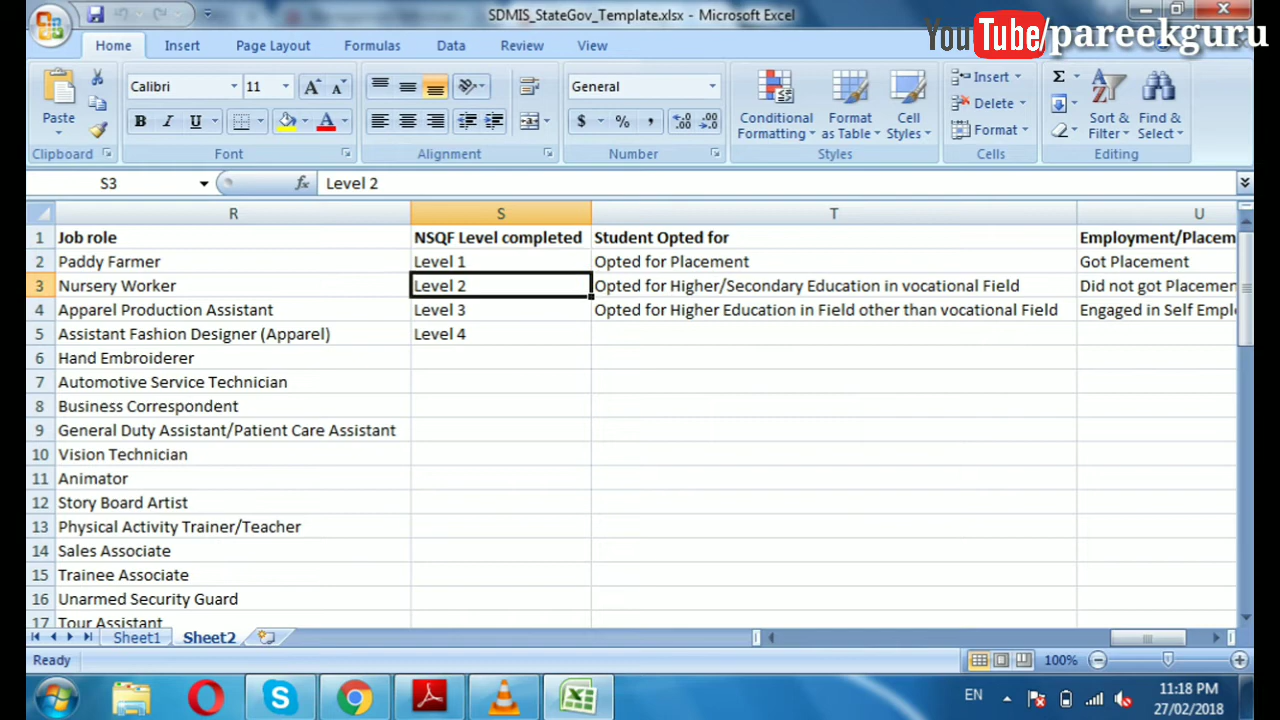 SDMIS_StateGov_Template.xlsx - Microsoft Excel
YouTube/pareekguru
Home Insert Page Layout Formulas Data Review View
Calibri 11 General Insert Σ
Paste B I U A $ % , Conditional Formatting Format as Table Cell Styles Delete Format Sort & Filter Find & Select
Clipboard Font Alignment Number Styles Cells Editing
S3 fx Level 2
R S T U
1 Job role NSQF Level completed Student Opted for Employment/Placem
2 Paddy Farmer Level 1 Opted for Placement Got Placement
3 Nursery Worker Level 2 Opted for Higher/Secondary Education in vocational Field Did not got Placemen
4 Apparel Production Assistant Level 3 Opted for Higher Education in Field other than vocational Field Engaged in Self Empl
5 Assistant Fashion Designer (Apparel) Level 4
6 Hand Embroiderer
7 Automotive Service Technician
8 Business Correspondent
9 General Duty Assistant/Patient Care Assistant
10 Vision Technician
11 Animator
12 Story Board Artist
13 Physical Activity Trainer/Teacher
14 Sales Associate
15 Trainee Associate
16 Unarmed Security Guard
17 Tour Assistant
Sheet1 Sheet2
Ready 100%
EN 11:18 PM
27/02/2018